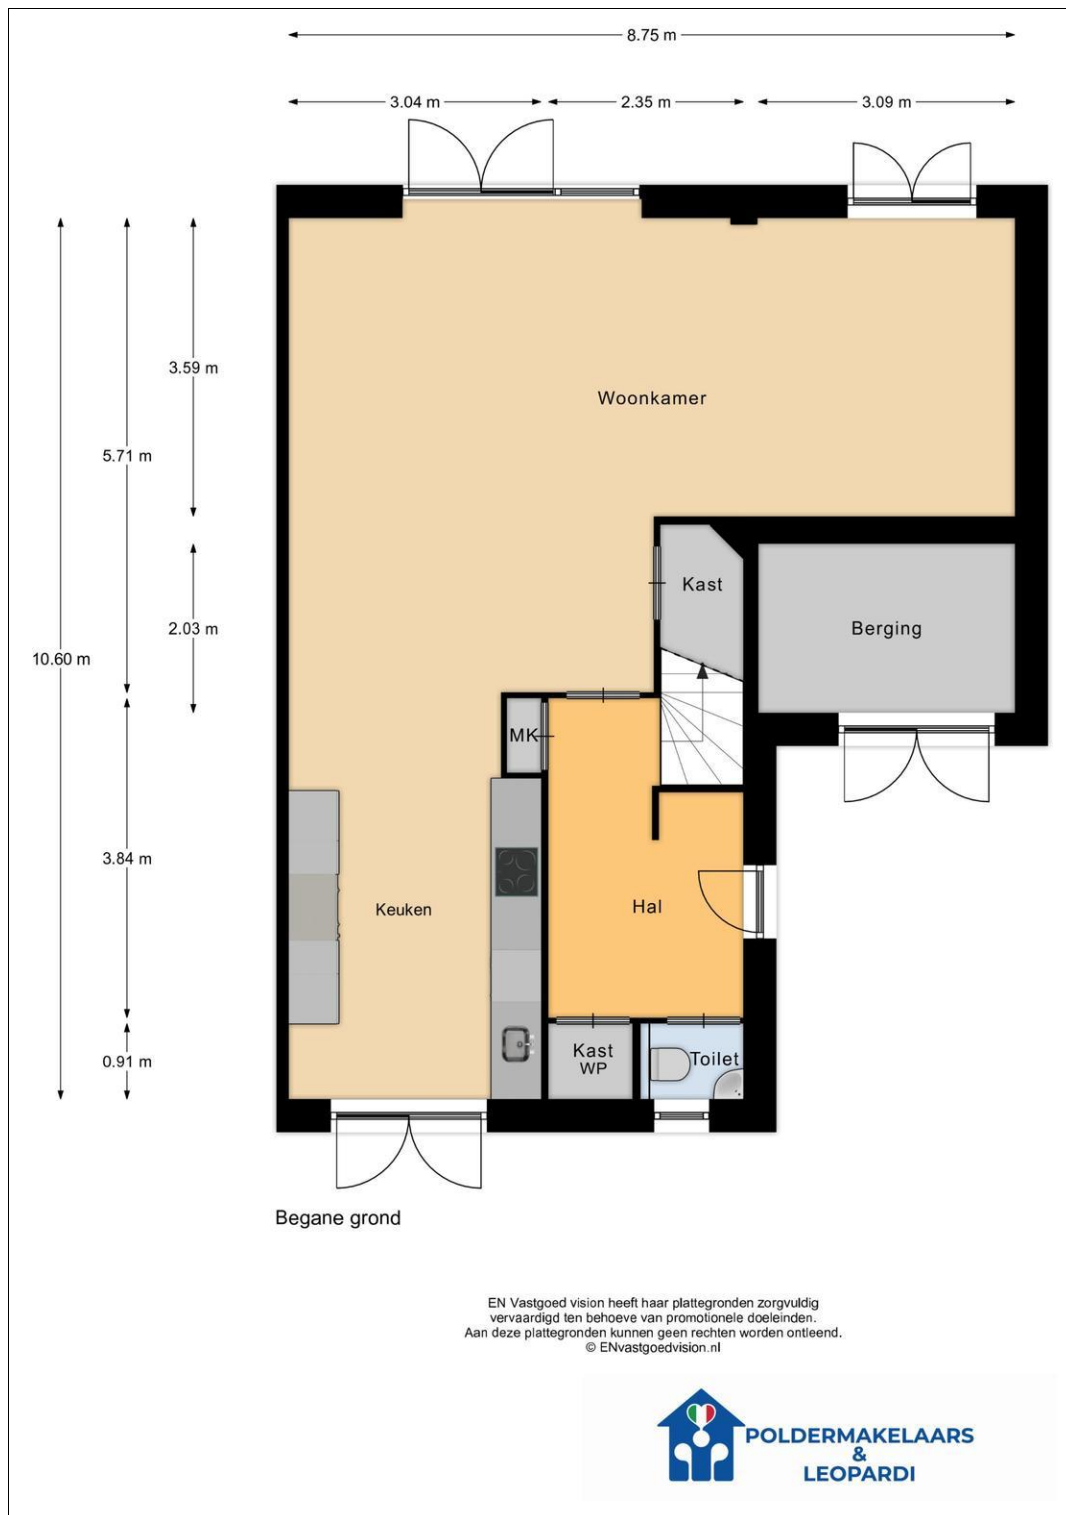 8.75 m
3.04 m
2.35 m
3.09 m
3.59 m
5.71 m
2.03 m
10.60 m
3.84 m
0.91 m
Woonkamer
Kast
Berging
MK
Keuken
Hal
Kast
WP
Toilet
Begane grond
EN Vastgoed vision heeft haar plattegronden zorgvuldig
vervaardigd ten behoeve van promotionele doeleinden.
Aan deze plattegronden kunnen geen rechten worden ontleend.
© ENvastgoedvision.nl
POLDERMAKELAARS
&
LEOPARDI